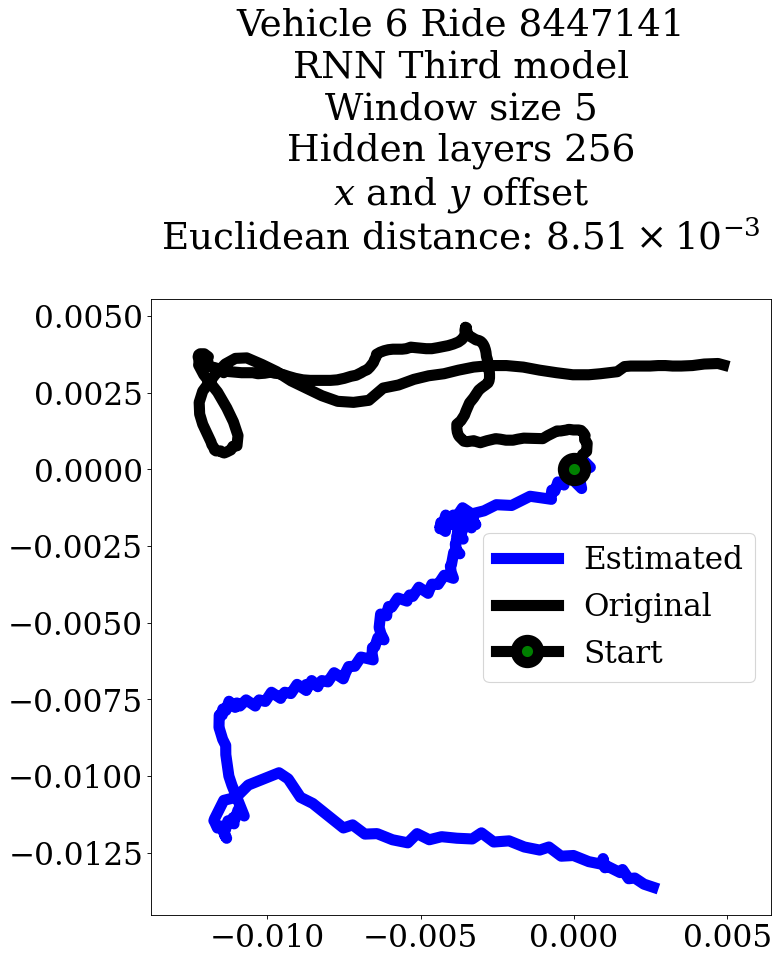 Vehicle 6 Ride 8447141
RNN Third model
Window size 5
Hidden layers 256
x and y offset
Euclidean distance: 8.51 × 10⁻³
0.0050
0.0025
0.0000
−0.0025
−0.0050
−0.0075
−0.0100
−0.0125
Estimated
Original
Start
−0.010 −0.005 0.000 0.005